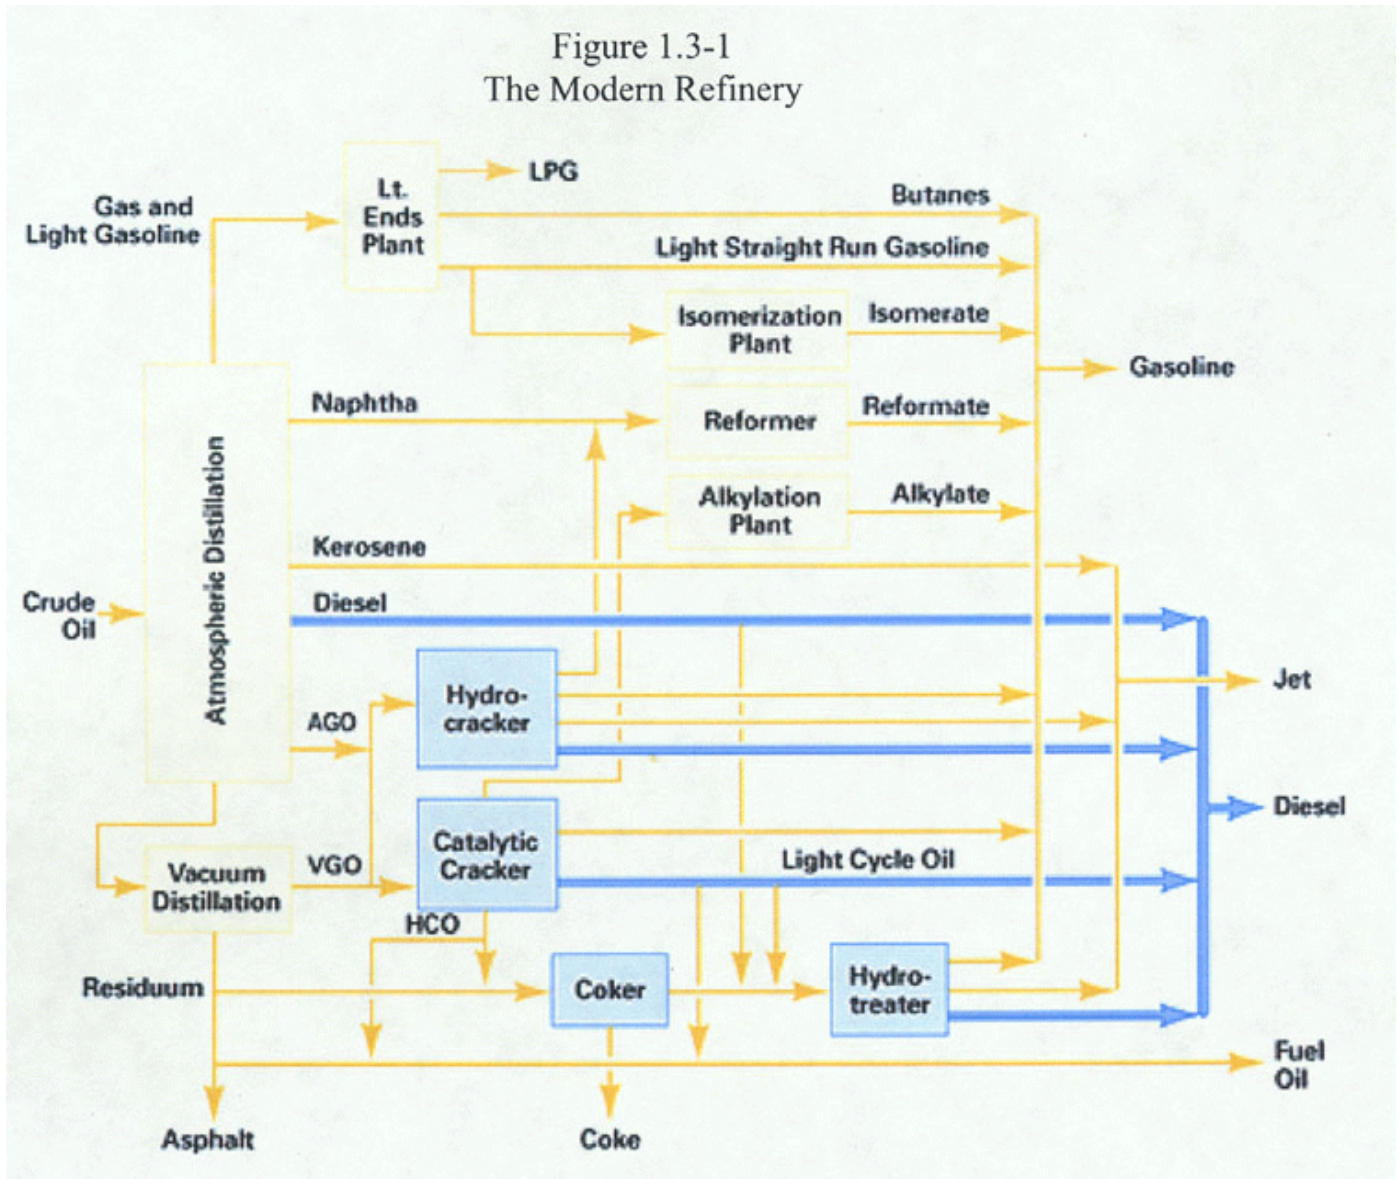 Figure 1.3-1
The Modern Refinery
LPG
Lt.
Ends
Plant
Gas and
Light Gasoline
Butanes
Light Straight Run Gasoline
Isomerization
Plant
Isomerate
Gasoline
Naphtha
Reformer
Reformate
Alkylation
Plant
Alkylate
Atmospheric Distillation
Kerosene
Crude
Oil
Diesel
Hydro-
cracker
Jet
AGO
Diesel
Catalytic
Cracker
Light Cycle Oil
Vacuum
Distillation
VGO
HCO
Residuum
Coker
Hydro-
treater
Fuel
Oil
Asphalt
Coke